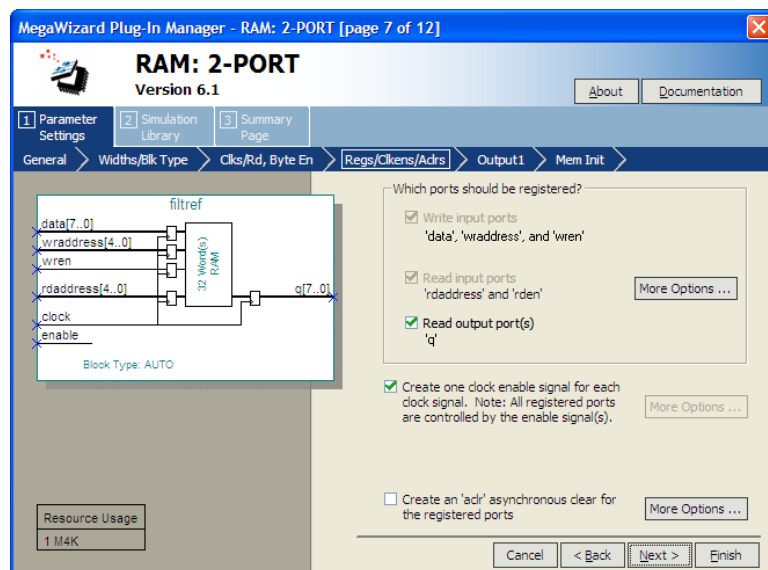 MegaWizard Plug-In Manager - RAM: 2-PORT [page 7 of 12]
RAM: 2-PORT
Version 6.1
About
Documentation
1 Parameter
Settings
2 Simulation
Library
3 Summary
Page
General
Widths/Blk Type
Clks/Rd, Byte En
Regs/Clkens/Aclrs
Output1
Mem Init
filtref
data[7..0]
wraddress[4..0]
wren
rdaddress[4..0]
clock
enable
32 Word(s)
RAM
q[7..0]
Block Type: AUTO
Resource Usage
1 M4K
Which ports should be registered?
Write input ports
'data', 'wraddress', and 'wren'
Read input ports
'rdaddress' and 'rden'
More Options ...
Read output port(s)
'q'
Create one clock enable signal for each
clock signal. Note: All registered ports
are controlled by the enable signal(s).
More Options ...
Create an 'aclr' asynchronous clear for
the registered ports
More Options ...
Cancel
< Back
Next >
Finish